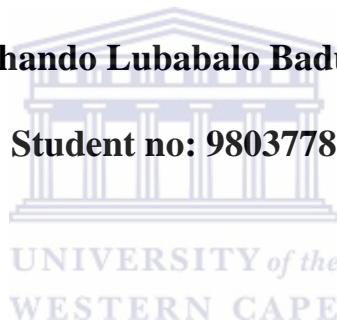 hando Lubabalo Badu
Student no: 9803778
UNIVERSITY of the
WESTERN CAPE